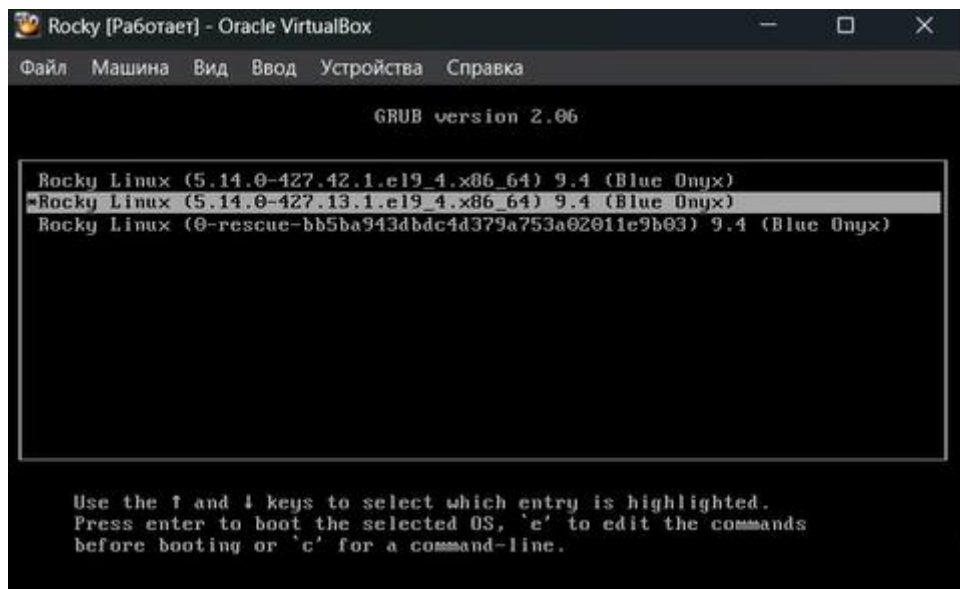 Rocky [Работает] - Oracle VirtualBox
Файл Машина Вид Ввод Устройства Справка
GRUB version 2.06
Rocky Linux (5.14.0-427.42.1.el9_4.x86_64) 9.4 (Blue Onyx)
*Rocky Linux (5.14.0-427.13.1.el9_4.x86_64) 9.4 (Blue Onyx)
Rocky Linux (0-rescue-bb5ba943dbdc4d379a753a02011e9b03) 9.4 (Blue Onyx)
Use the ↑ and ↓ keys to select which entry is highlighted.
Press enter to boot the selected OS, `e' to edit the commands
before booting or `c' for a command-line.